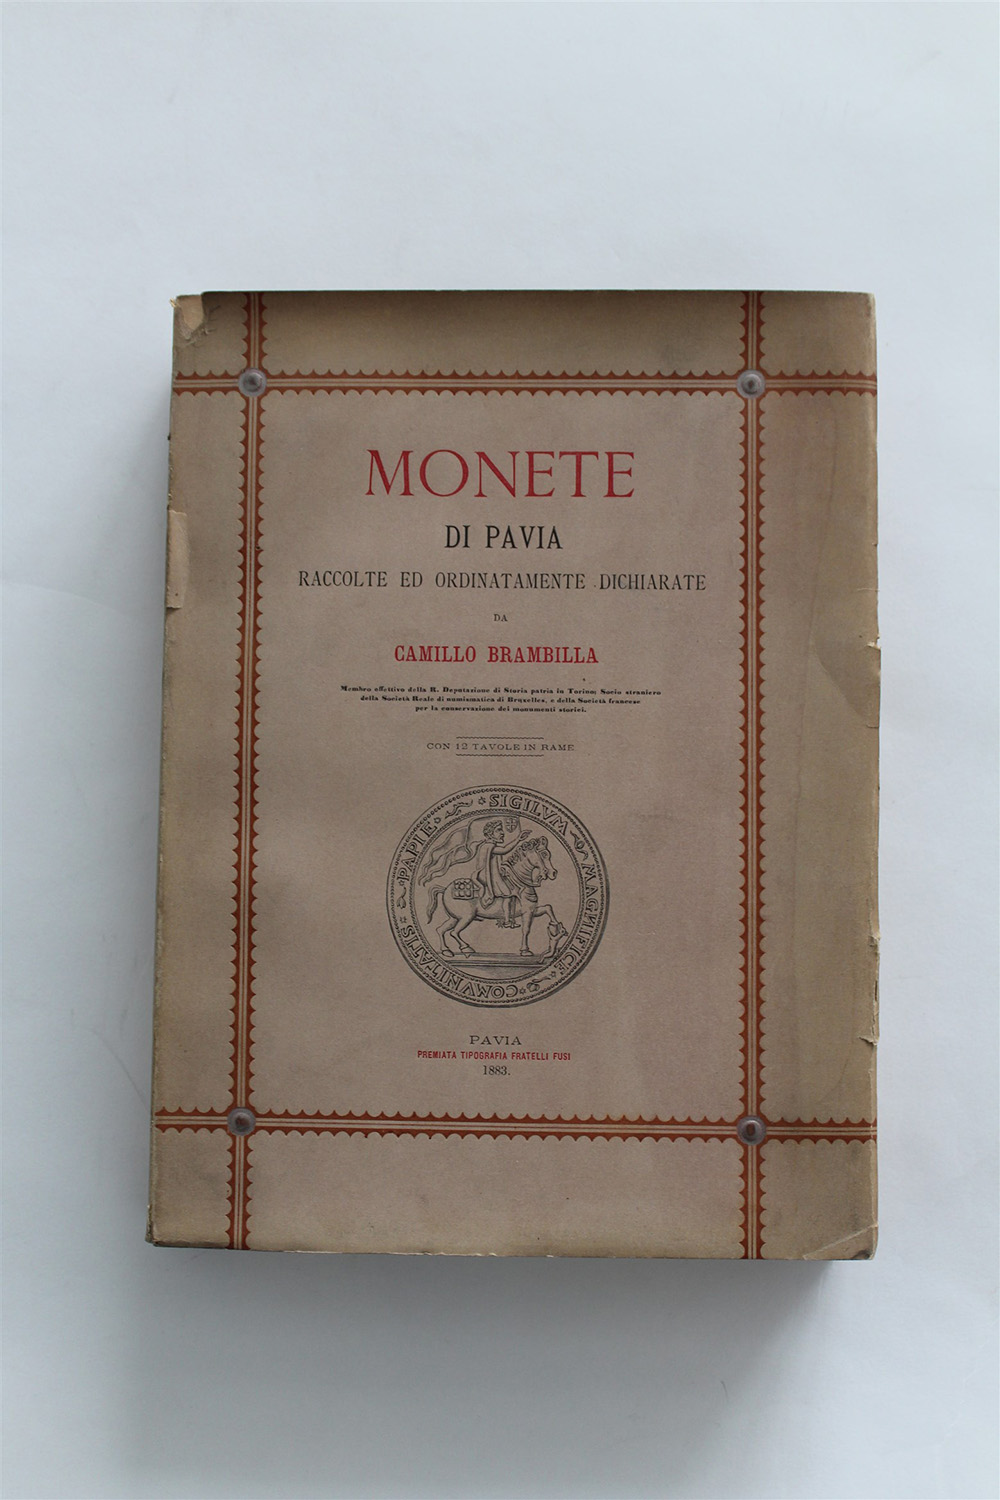 MONETE
DI PAVIA
RACCOLTE ED ORDINATAMENTE DICHIARATE
DA
CAMILLO BRAMBILLA
Membro effettivo della R. Deputazione di Storia patria in Torino; Socio straniero
della Società Reale di numismatica di Bruxelles, e della Società francese
per la conservazione dei monumenti storici.
CON 12 TAVOLE IN RAME
SIGILVM MAGNIFICE COMVNITATIS PAPIE
PAVIA
PREMIATA TIPOGRAFIA FRATELLI FUSI
1883.